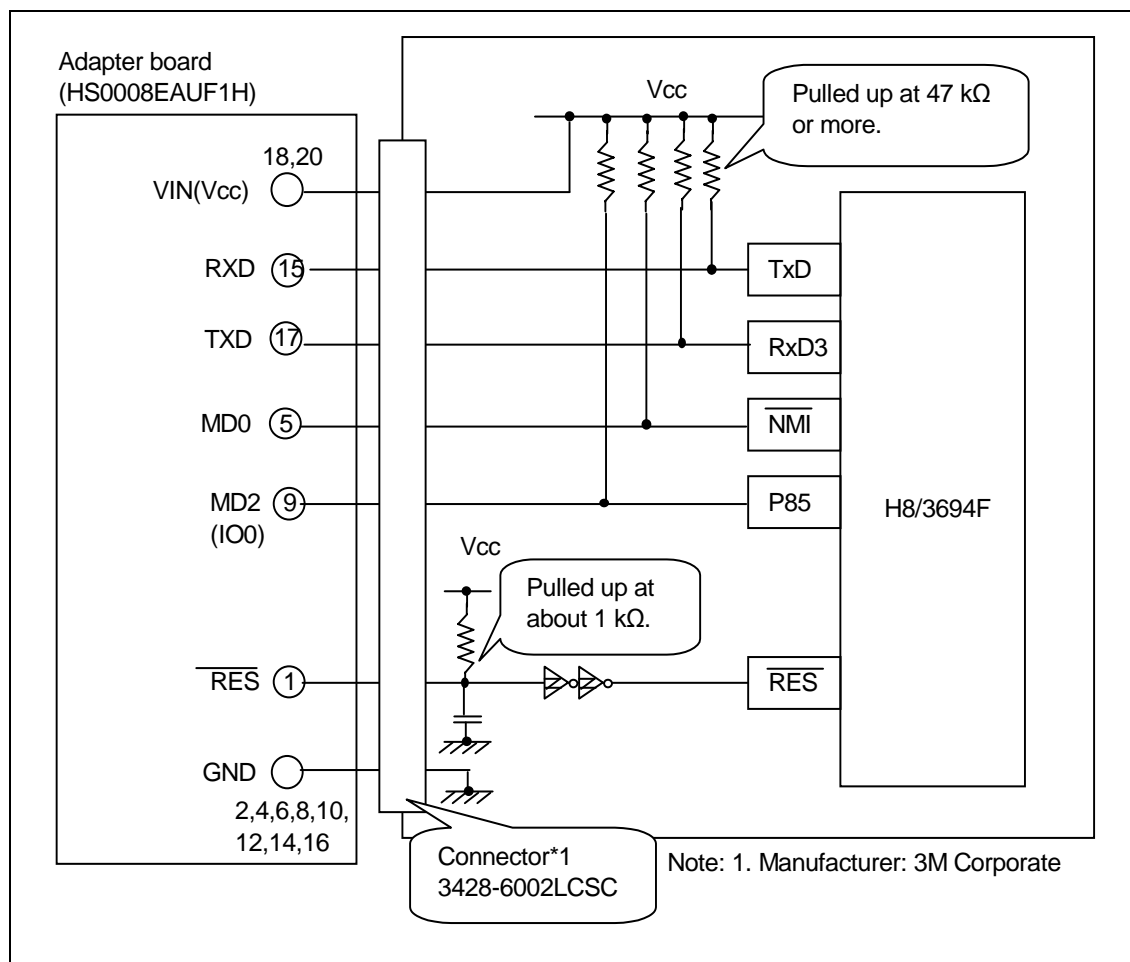 Adapter board
(HS0008EAUF1H)
Vcc
Pulled up at 47 kΩ
or more.
18,20
VIN(Vcc)
RXD 15
TxD
TXD 17
RxD3
MD0 5
NMI
MD2 9
(IO0)
P85
H8/3694F
Vcc
Pulled up at
about 1 kΩ.
RES 1
RES
GND
2,4,6,8,10,
12,14,16
Connector*1
3428-6002LCSC
Note: 1. Manufacturer: 3M Corporate